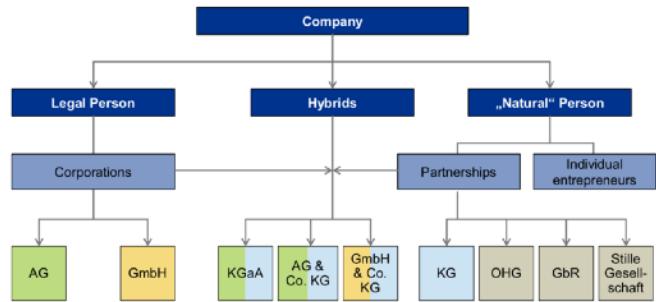 Company
Legal Person
Hybrids
„Natural“ Person
Corporations
Partnerships
Individual
entrepreneurs
AG
GmbH
KGaA
AG &
Co. KG
GmbH
& Co.
KG
KG
OHG
GbR
Stille
Gesell-
schaft